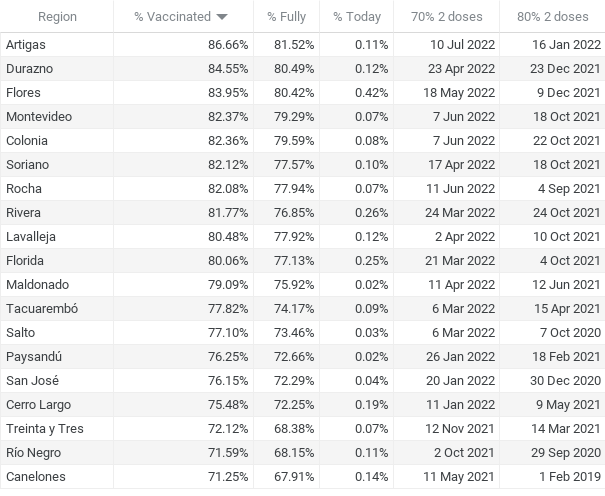 Region % Vaccinated % Fully % Today 70% 2 doses 80% 2 doses
Artigas 86.66% 81.52% 0.11% 10 Jul 2022 16 Jan 2022
Durazno 84.55% 80.49% 0.12% 23 Apr 2022 23 Dec 2021
Flores 83.95% 80.42% 0.42% 18 May 2022 9 Dec 2021
Montevideo 82.37% 79.29% 0.07% 7 Jun 2022 18 Oct 2021
Colonia 82.36% 79.59% 0.08% 7 Jun 2022 22 Oct 2021
Soriano 82.12% 77.57% 0.10% 17 Apr 2022 18 Oct 2021
Rocha 82.08% 77.94% 0.07% 11 Jun 2022 4 Sep 2021
Rivera 81.77% 76.85% 0.26% 24 Mar 2022 24 Oct 2021
Lavalleja 80.48% 77.92% 0.12% 2 Apr 2022 10 Oct 2021
Florida 80.06% 77.13% 0.25% 21 Mar 2022 4 Oct 2021
Maldonado 79.09% 75.92% 0.02% 11 Apr 2022 12 Jun 2021
Tacuarembó 77.82% 74.17% 0.09% 6 Mar 2022 15 Apr 2021
Salto 77.10% 73.46% 0.03% 6 Mar 2022 7 Oct 2020
Paysandú 76.25% 72.66% 0.02% 26 Jan 2022 18 Feb 2021
San José 76.15% 72.29% 0.04% 20 Jan 2022 30 Dec 2020
Cerro Largo 75.48% 72.25% 0.19% 11 Jan 2022 9 May 2021
Treinta y Tres 72.12% 68.38% 0.07% 12 Nov 2021 14 Mar 2021
Río Negro 71.59% 68.15% 0.11% 2 Oct 2021 29 Sep 2020
Canelones 71.25% 67.91% 0.14% 11 May 2021 1 Feb 2019